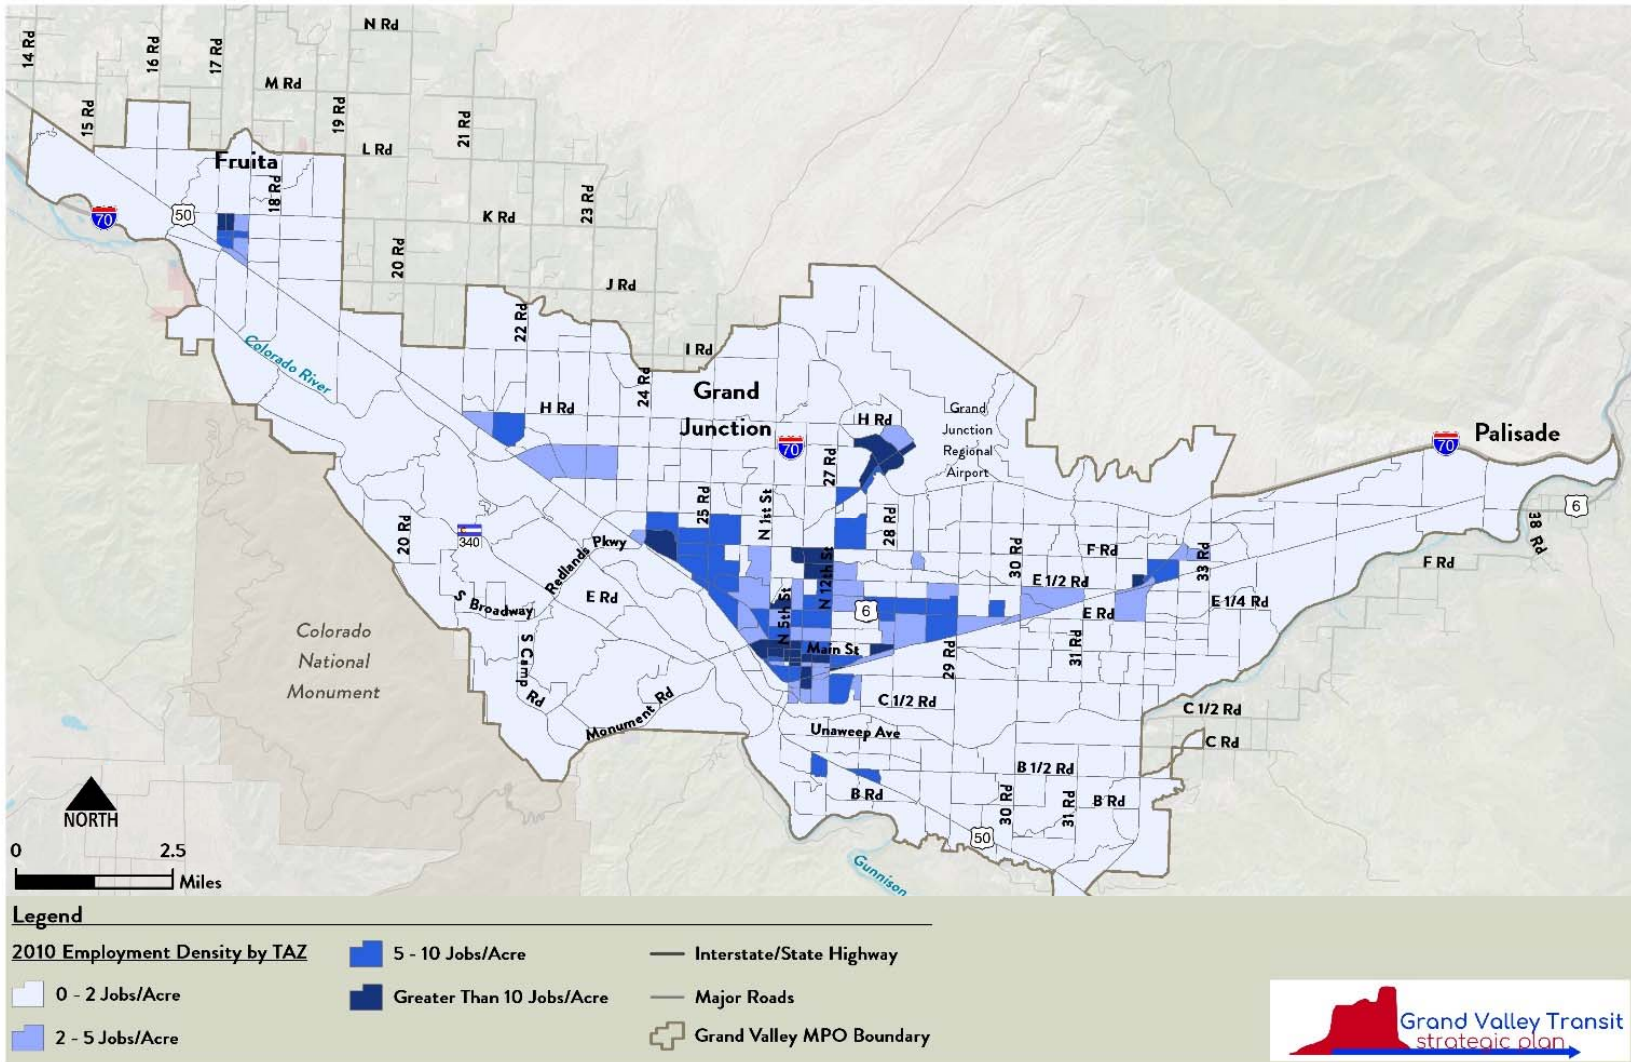 N Rd
14 Rd
16 Rd
17 Rd
M Rd
15 Rd
19 Rd
21 Rd
L Rd
Fruita
18 Rd
23 Rd
50
70
K Rd
20 Rd
J Rd
22 Rd
Colorado River
I Rd
24 Rd
Grand
Junction
H Rd
H Rd
Grand
Junction
Regional
Airport
70
27 Rd
70
Palisade
6
38 Rd
25 Rd
N 1st St
28 Rd
20 Rd
340
Redlands Pkwy
F Rd
30 Rd
33 Rd
F Rd
E 1/2 Rd
N 12th St
E Rd
S Broadway
N 5th St
6
E Rd
E 1/4 Rd
Colorado
National
Monument
S Camp Rd
Main St
29 Rd
31 Rd
Monument Rd
C 1/2 Rd
C 1/2 Rd
Unaweep Ave
C Rd
B 1/2 Rd
B Rd
30 Rd
31 Rd
B Rd
50
Gunnison
NORTH
0 2.5
Miles
Legend
2010 Employment Density by TAZ
0 - 2 Jobs/Acre
2 - 5 Jobs/Acre
5 - 10 Jobs/Acre
Greater Than 10 Jobs/Acre
Interstate/State Highway
Major Roads
Grand Valley MPO Boundary
Grand Valley Transit
strategic plan